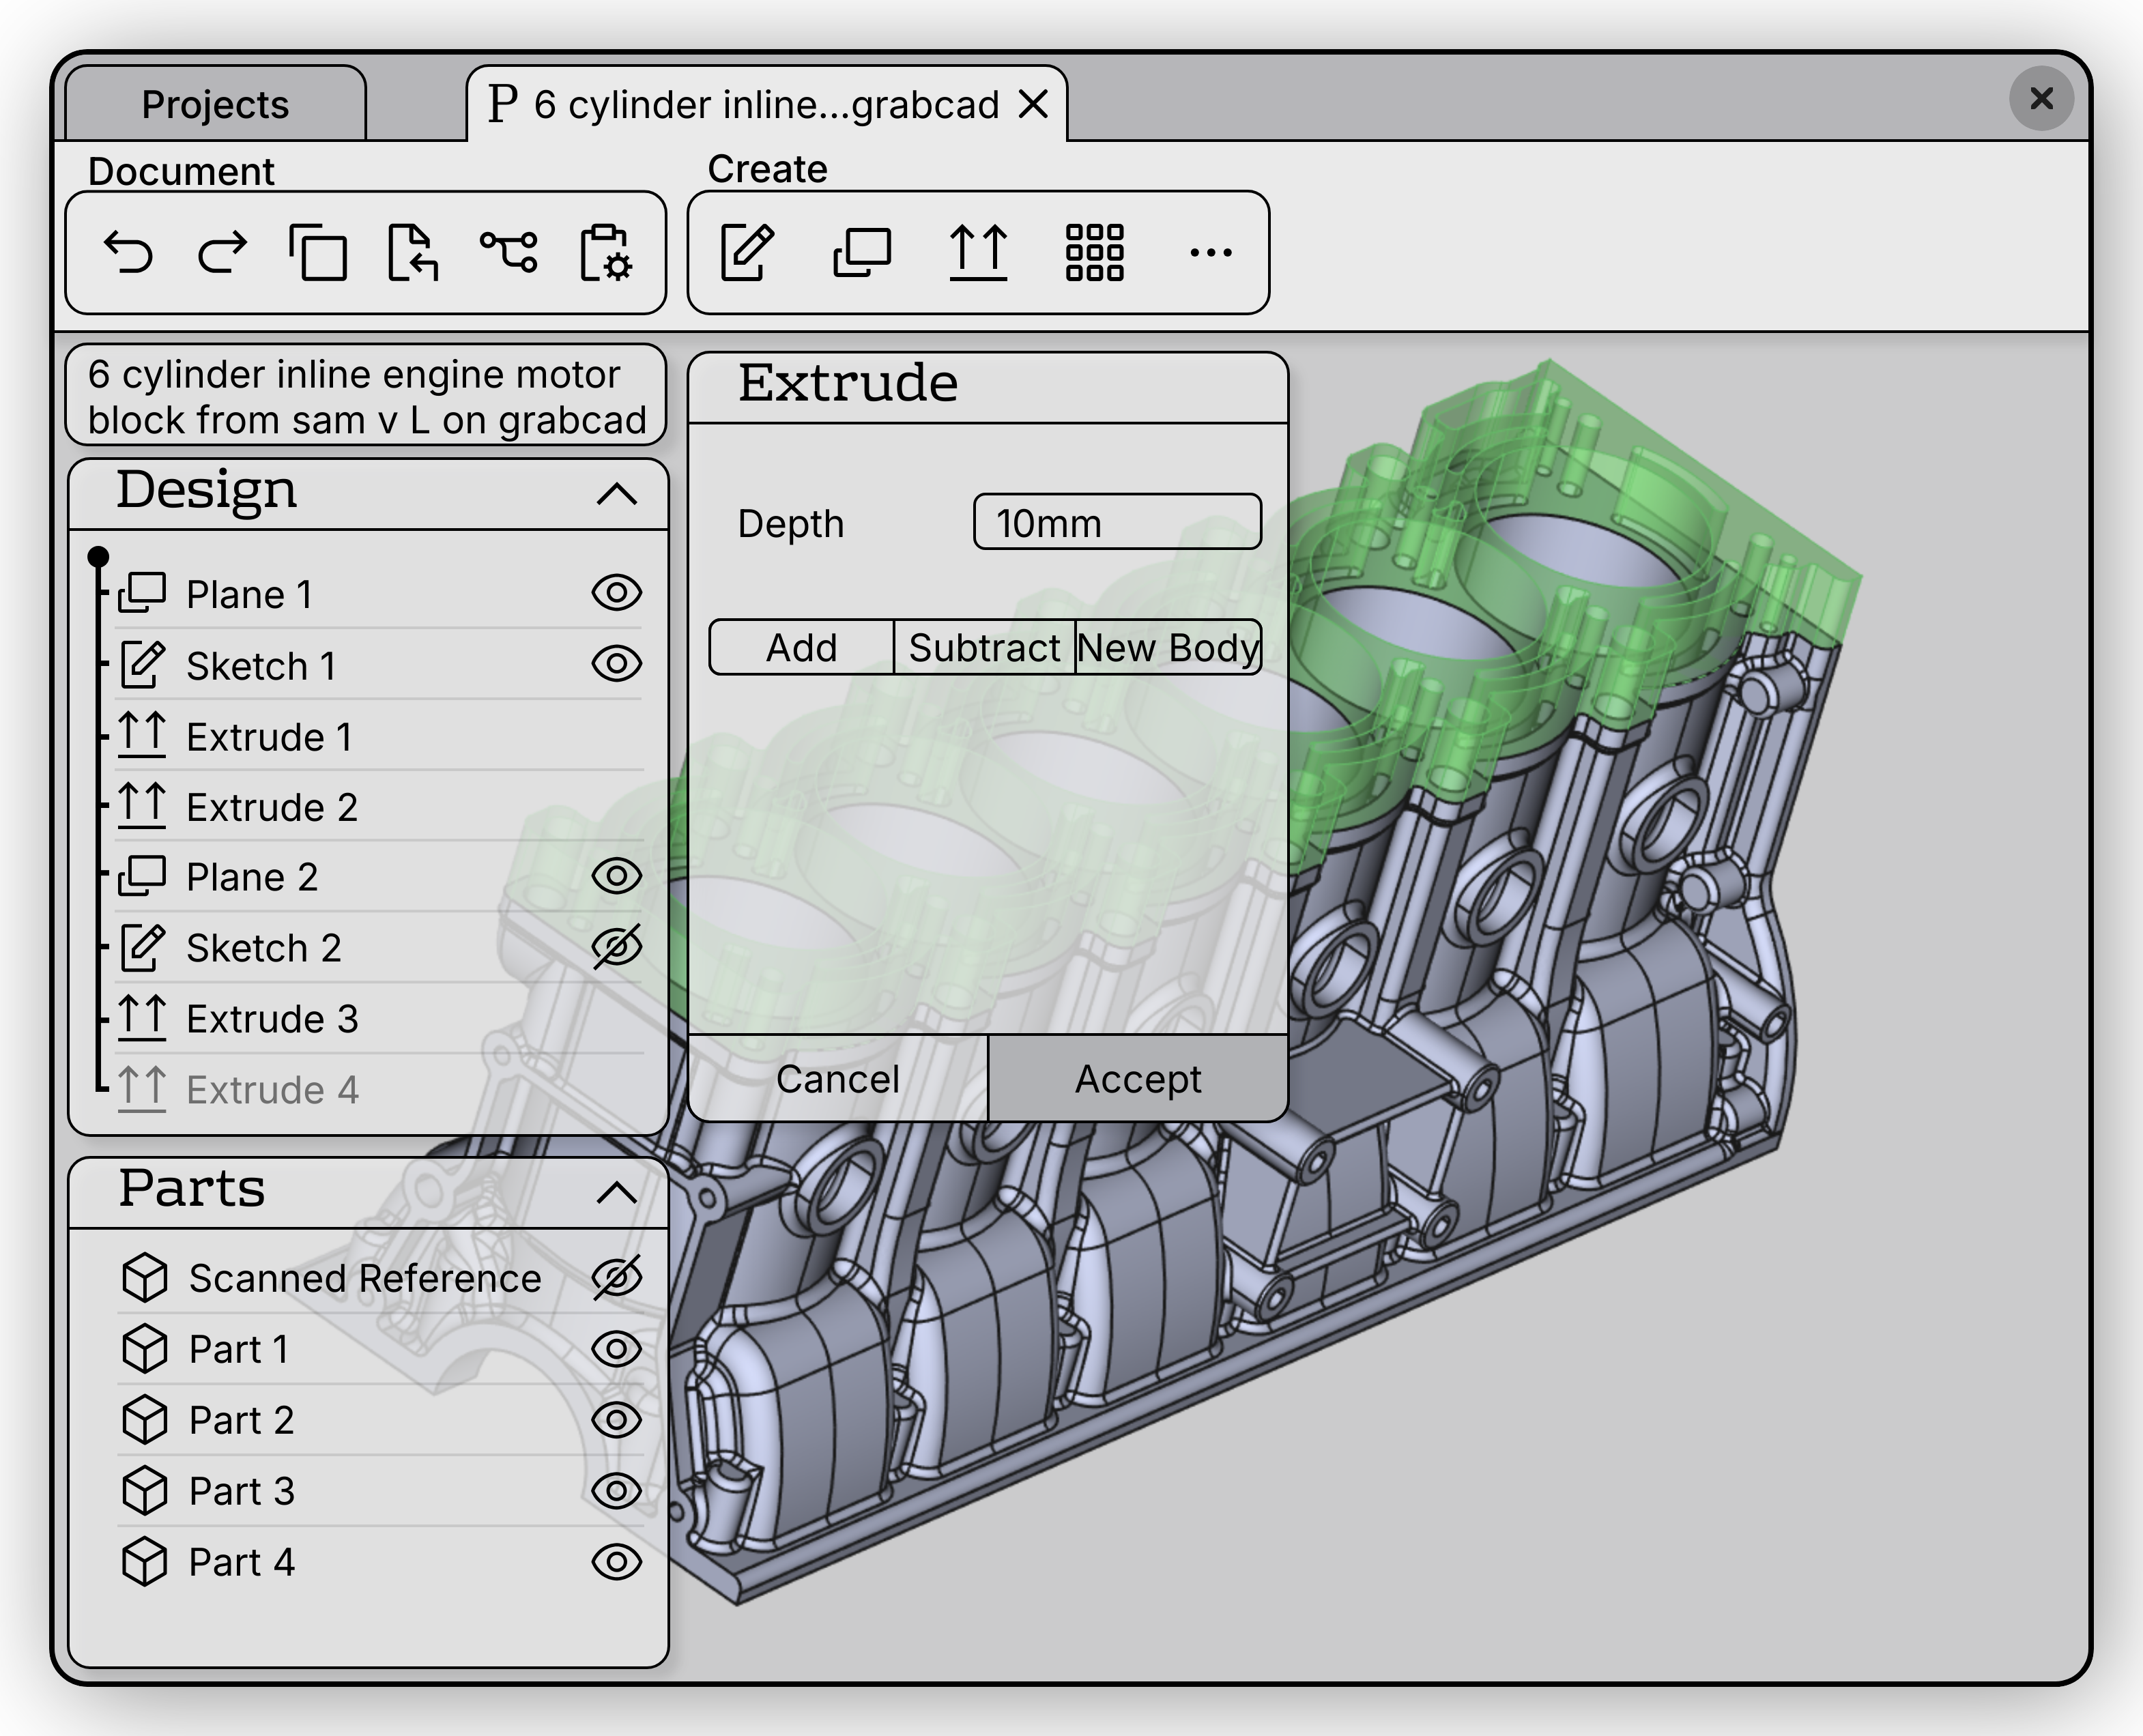 Projects
P 6 cylinder inline...grabcad
Document
Create
6 cylinder inline engine motor
block from sam v L on grabcad
Design
Plane 1
Sketch 1
Extrude 1
Extrude 2
Plane 2
Sketch 2
Extrude 3
Extrude 4
Parts
Scanned Reference
Part 1
Part 2
Part 3
Part 4
Extrude
Depth 10mm
Add Subtract New Body
Cancel Accept